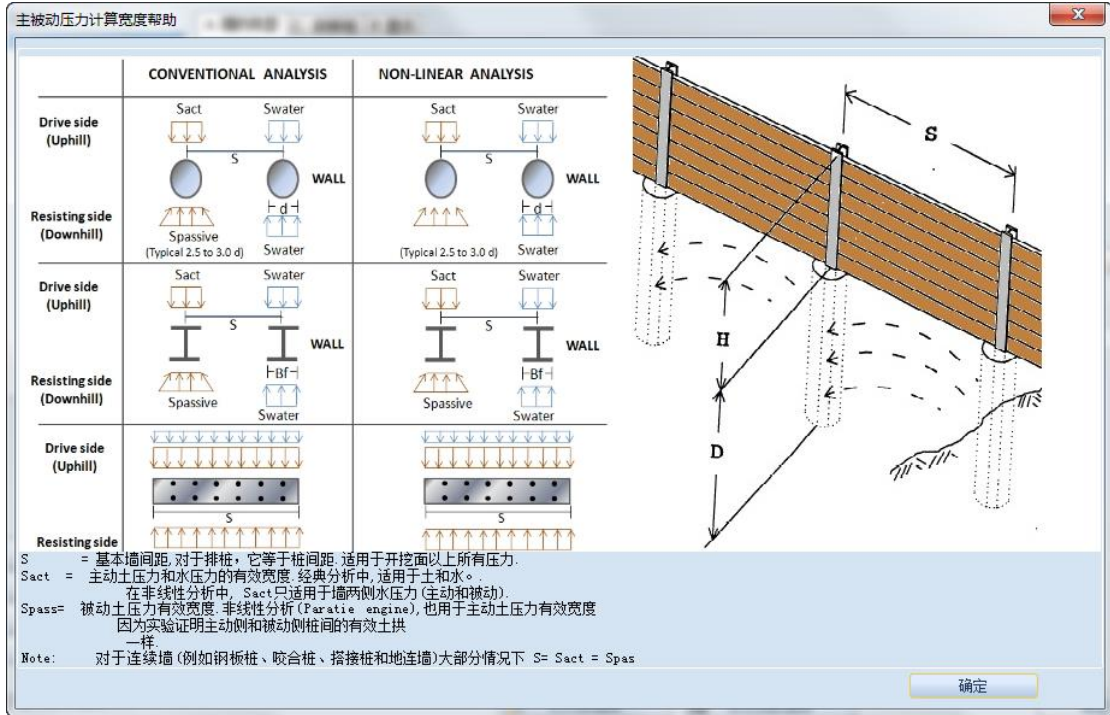 主被动压力计算宽度帮助
CONVENTIONAL ANALYSIS
NON-LINEAR ANALYSIS
Drive side
(Uphill)
Sact
Swater
S
WALL
d
Resisting side
(Downhill)
Spassive
(Typical 2.5 to 3.0 d)
Swater
Sact
Swater
S
WALL
d
(Typical 2.5 to 3.0 d)
Swater
Drive side
(Uphill)
Sact
Swater
S
WALL
Bf
Resisting side
(Downhill)
Spassive
Swater
Sact
Swater
S
WALL
Bf
Spassive
Swater
Drive side
(Uphill)
S
S
Resisting side
S
H
D
S = 基本墙间距,对于排桩，它等于桩间距.适用于开挖面以上所有压力.
Sact = 主动土压力和水压力的有效宽度.经典分析中,适用于土和水。.
在非线性分析中, Sact只适用于墙两侧水压力(主动和被动).
Spass= 被动土压力有效宽度.非线性分析(Paratie engine),也用于主动土压力有效宽度
因为实验证明主动侧和被动侧桩间的有效土拱
一样.
Note: 对于连续墙(例如钢板桩、咬合桩、搭接桩和地连墙)大部分情况下 S= Sact = Spas
确定